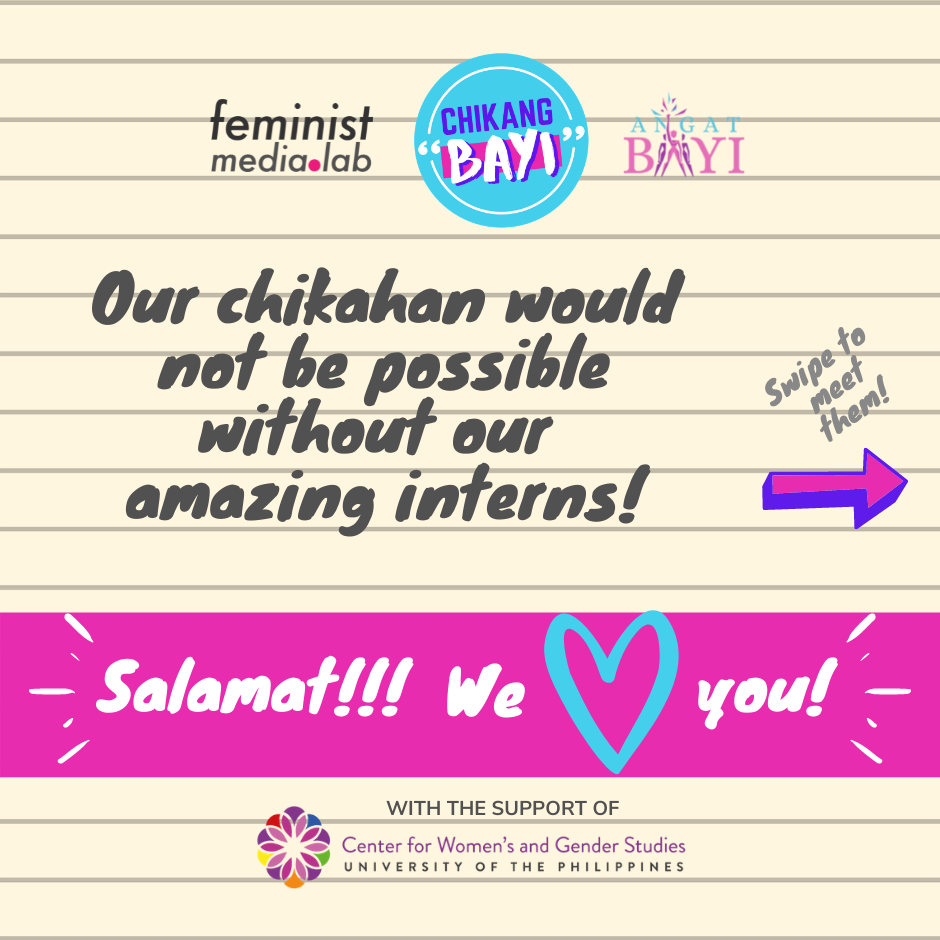 feminist
media.lab
CHIKANG
“BAYI”
ANGAT
BAYI
Our chikahan would
not be possible
without our
amazing interns!
Swipe to
meet
them!
Salamat!!! We you!
WITH THE SUPPORT OF
Center for Women's and Gender Studies
UNIVERSITY OF THE PHILIPPINES